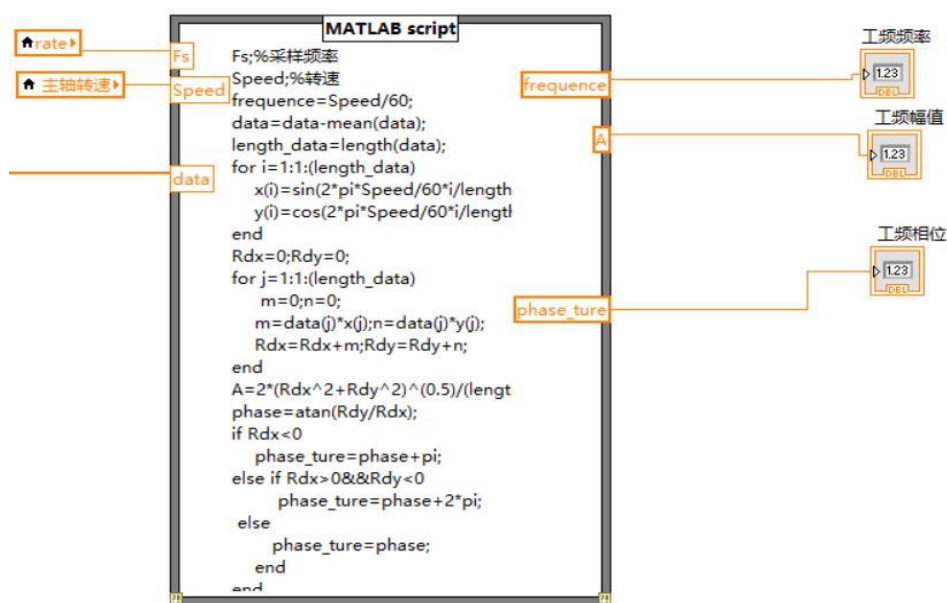 MATLAB script
rate
主轴转速
Fs
Speed
data
Fs;%采样频率
Speed;%转速
frequence=Speed/60;
data=data-mean(data);
length_data=length(data);
for i=1:1:(length_data)
x(i)=sin(2*pi*Speed/60*i/length
y(i)=cos(2*pi*Speed/60*i/lengtl
end
Rdx=0;Rdy=0;
for j=1:1:(length_data)
m=0;n=0;
m=data(j)*x(j);n=data(j)*y(j);
Rdx=Rdx+m;Rdy=Rdy+n;
end
A=2*(Rdx^2+Rdy^2)^(0.5)/(lengt
phase=atan(Rdy/Rdx);
if Rdx<0
phase_ture=phase+pi;
else if Rdx>0&&Rdy<0
phase_ture=phase+2*pi;
else
phase_ture=phase;
end
end
frequence
A
phase_ture
工频频率
1.23
DBL
工频幅值
1.23
DBL
工频相位
1.23
DBL